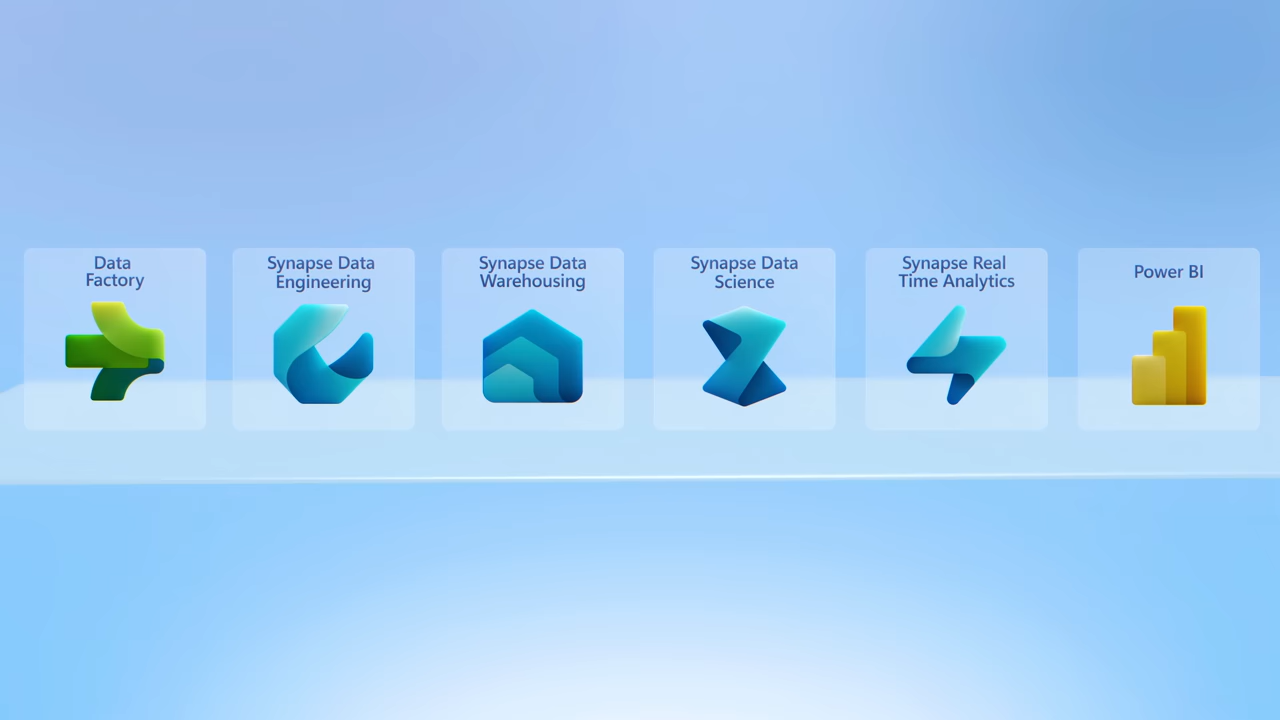 Data
Factory
Synapse Data
Engineering
Synapse Data
Warehousing
Synapse Data
Science
Synapse Real
Time Analytics
Power BI